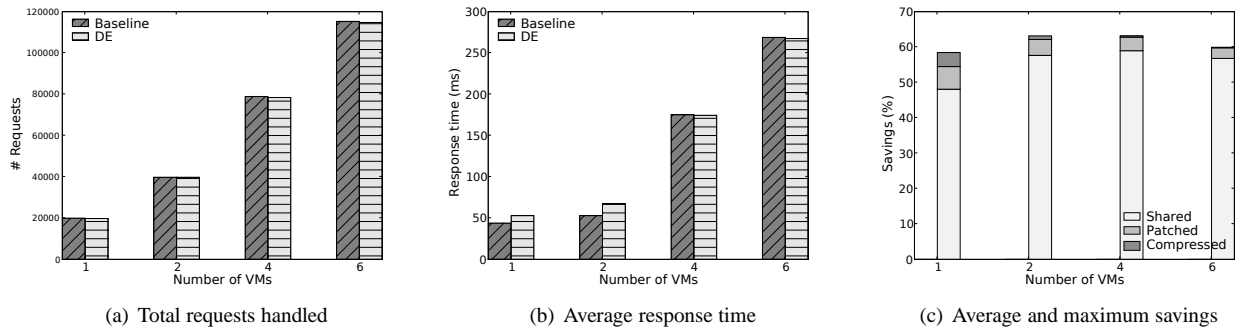 120000
100000
80000
60000
40000
20000
0
# Requests
Baseline
DE
1 2 4 6
Number of VMs
(a) Total requests handled
300
250
200
150
100
50
0
Response time (ms)
Baseline
DE
1 2 4 6
Number of VMs
(b) Average response time
70
60
50
40
30
20
10
0
Savings (%)
Shared
Patched
Compressed
1 2 4 6
Number of VMs
(c) Average and maximum savings